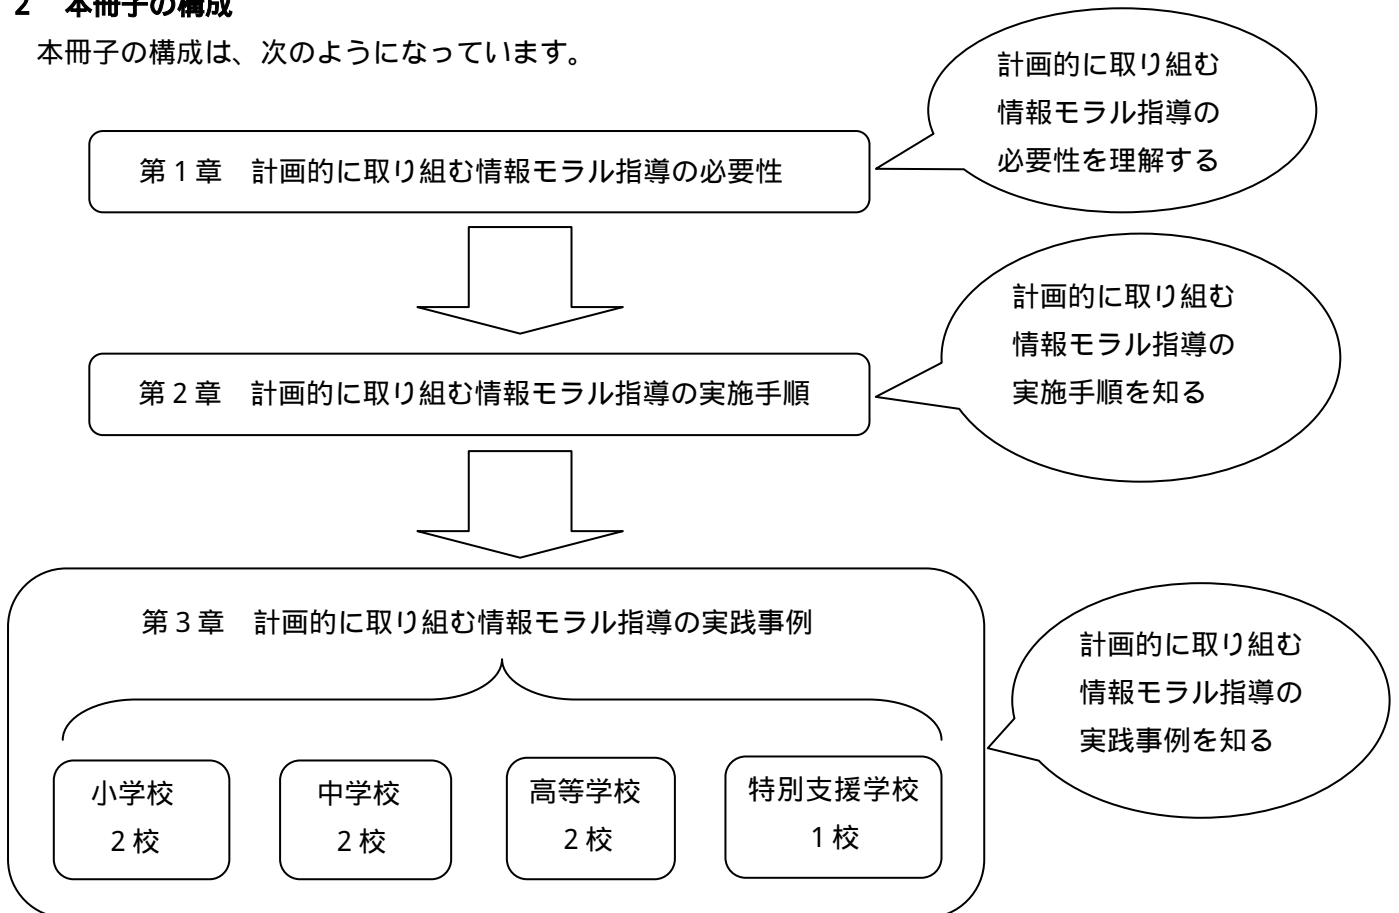 2　本冊子の構成
本冊子の構成は、次のようになっています。
計画的に取り組む
情報モラル指導の
必要性を理解する
第1章　計画的に取り組む情報モラル指導の必要性
計画的に取り組む
情報モラル指導の
実施手順を知る
第2章　計画的に取り組む情報モラル指導の実施手順
第3章　計画的に取り組む情報モラル指導の実践事例
計画的に取り組む
情報モラル指導の
実践事例を知る
小学校
2校
中学校
2校
高等学校
2校
特別支援学校
1校